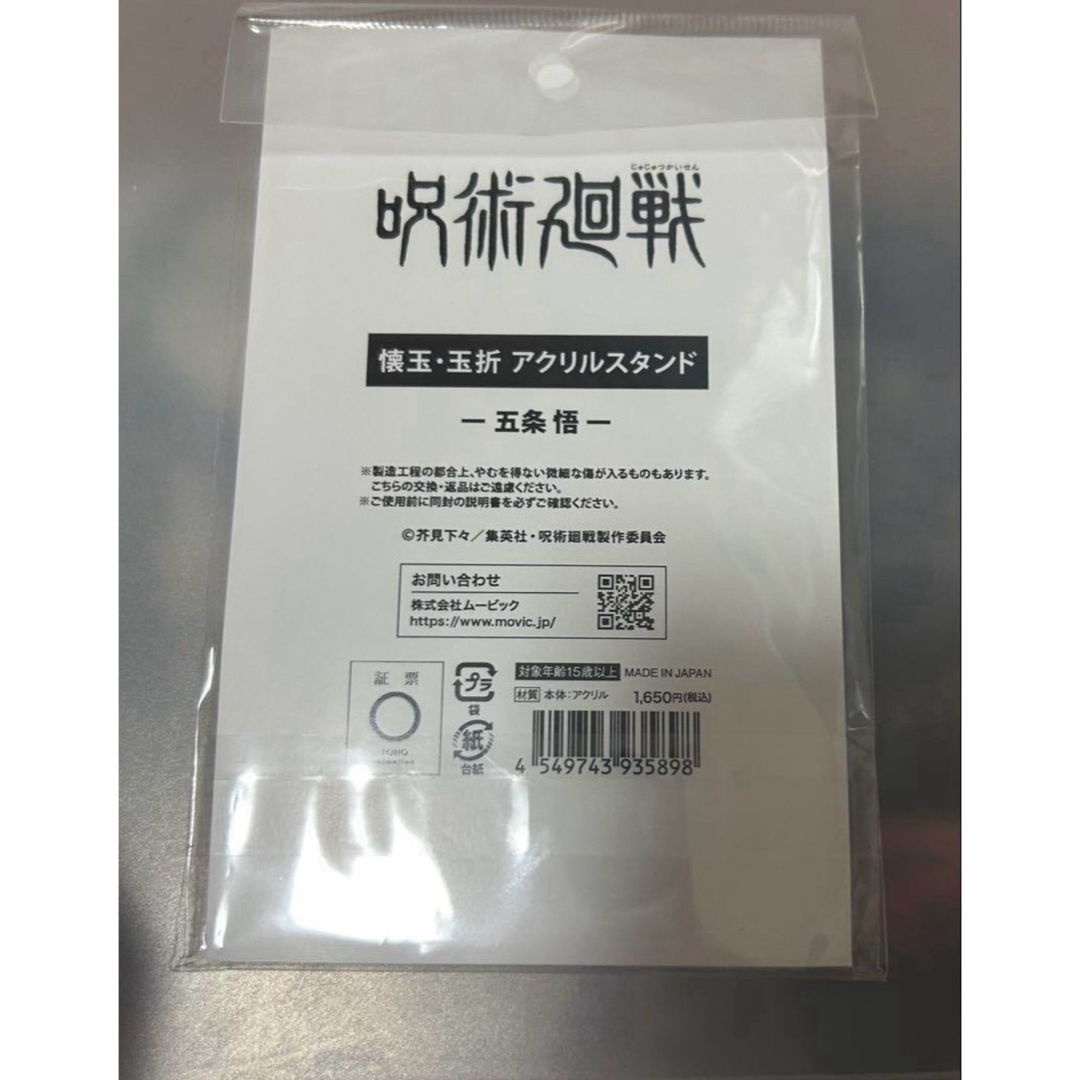 じゅじゅつかいせん
呪術廻戦
懐玉・玉折 アクリルスタンド
— 五条 悟 —
※製造工程の都合上、やむを得ない微細な傷が入るものもあります。
こちらの交換・返品はご遠慮ください。
※ご使用前に同封の説明書を必ずご確認ください。
©芥見下々／集英社・呪術廻戦製作委員会
お問い合わせ
株式会社ムービック
https://www.movic.jp/
対象年齢15歳以上 MADE IN JAPAN
材質 本体：アクリル 1,650円(税込)
証 票
TOHO
animation
プラ
袋
紙
台紙
4 549743 935898